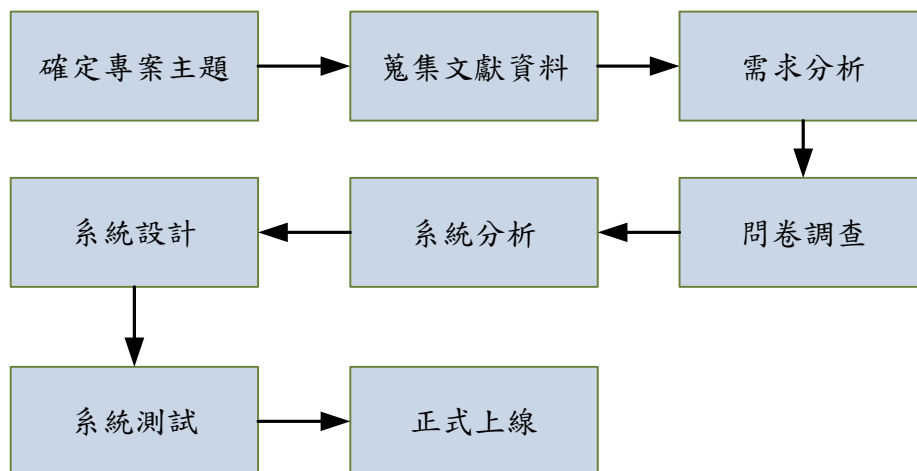 確定專案主題
蒐集文獻資料
需求分析
問卷調查
系統分析
系統設計
系統測試
正式上線